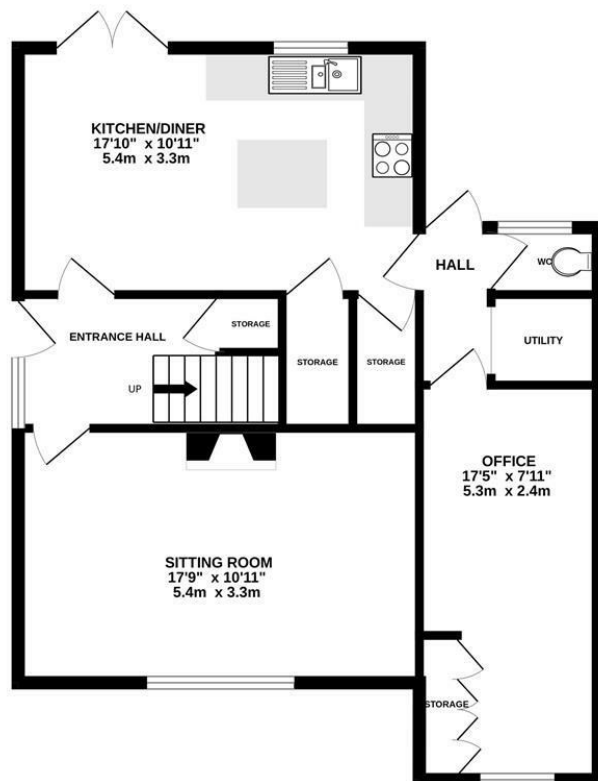 KITCHEN/DINER
17'10" x 10'11"
5.4m x 3.3m
HALL
WC
STORAGE
ENTRANCE HALL
UTILITY
STORAGE
STORAGE
UP
OFFICE
17'5" x 7'11"
5.3m x 2.4m
SITTING ROOM
17'9" x 10'11"
5.4m x 3.3m
STORAGE